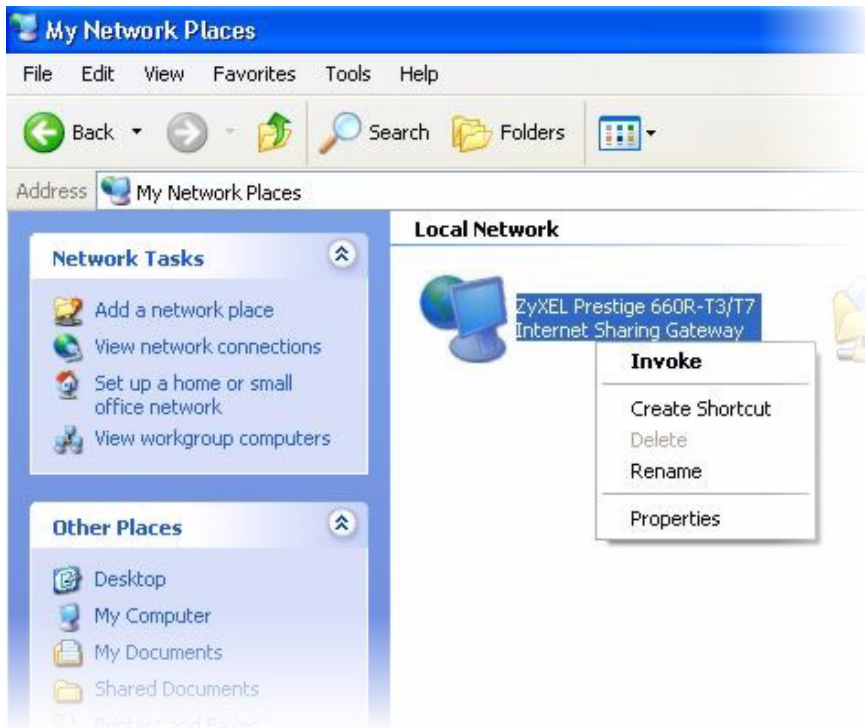 My Network Places
File Edit View Favorites Tools Help
Back Search Folders
Address My Network Places
Network Tasks
Add a network place
View network connections
Set up a home or small
office network
View workgroup computers
Other Places
Desktop
My Computer
My Documents
Shared Documents
Printers and Faxes
Local Network
ZyXEL Prestige 660R-T3/T7
Internet Sharing Gateway
Invoke
Create Shortcut
Delete
Rename
Properties